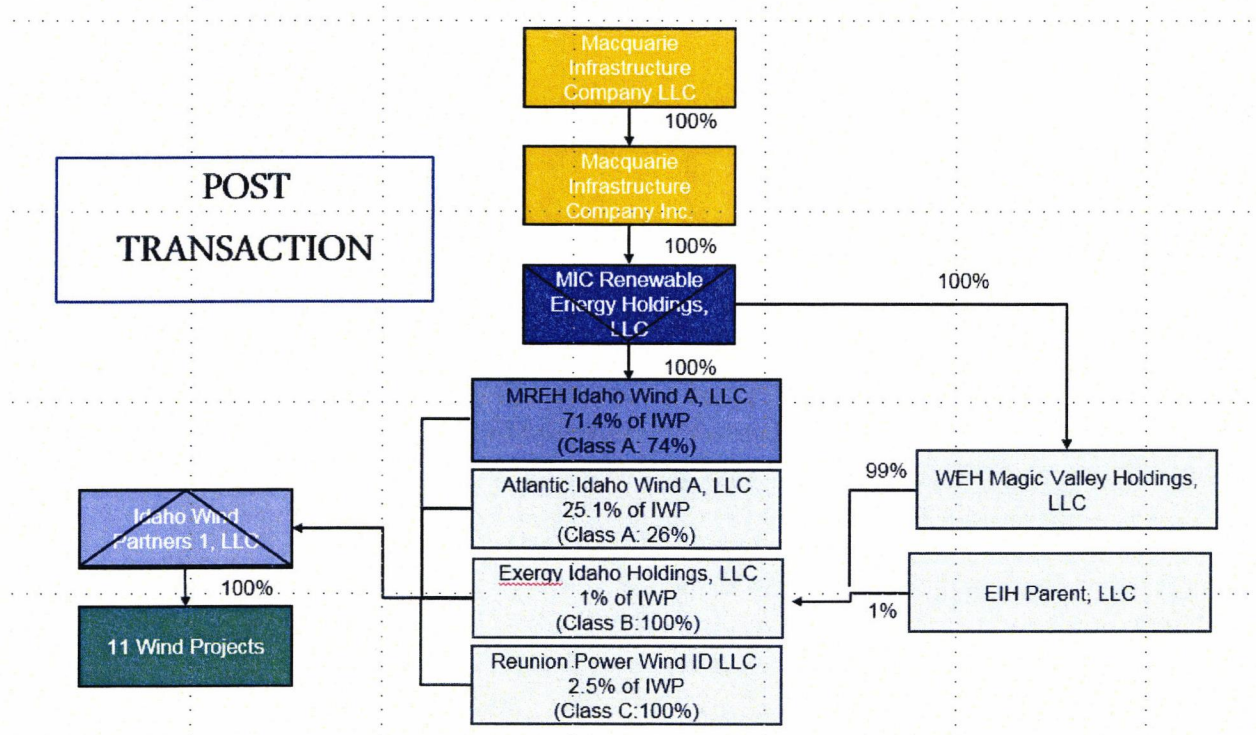 Macquarie
Infrastructure
Company LLC
100%
Macquarie
Infrastructure
Company Inc.
100%
POST
TRANSACTION
MIC Renewable
Energy Holdings,
LLC
100%
100%
MREH Idaho Wind A, LLC
71.4% of IWP
(Class A: 74%)
Atlantic Idaho Wind A, LLC
25.1% of IWP
(Class A: 26%)
Exergy Idaho Holdings, LLC
1% of IWP
(Class B:100%)
Reunion Power Wind ID LLC
2.5% of IWP
(Class C:100%)
99%
WEH Magic Valley Holdings,
LLC
EIH Parent, LLC
1%
Idaho Wind
Partners 1, LLC
100%
11 Wind Projects